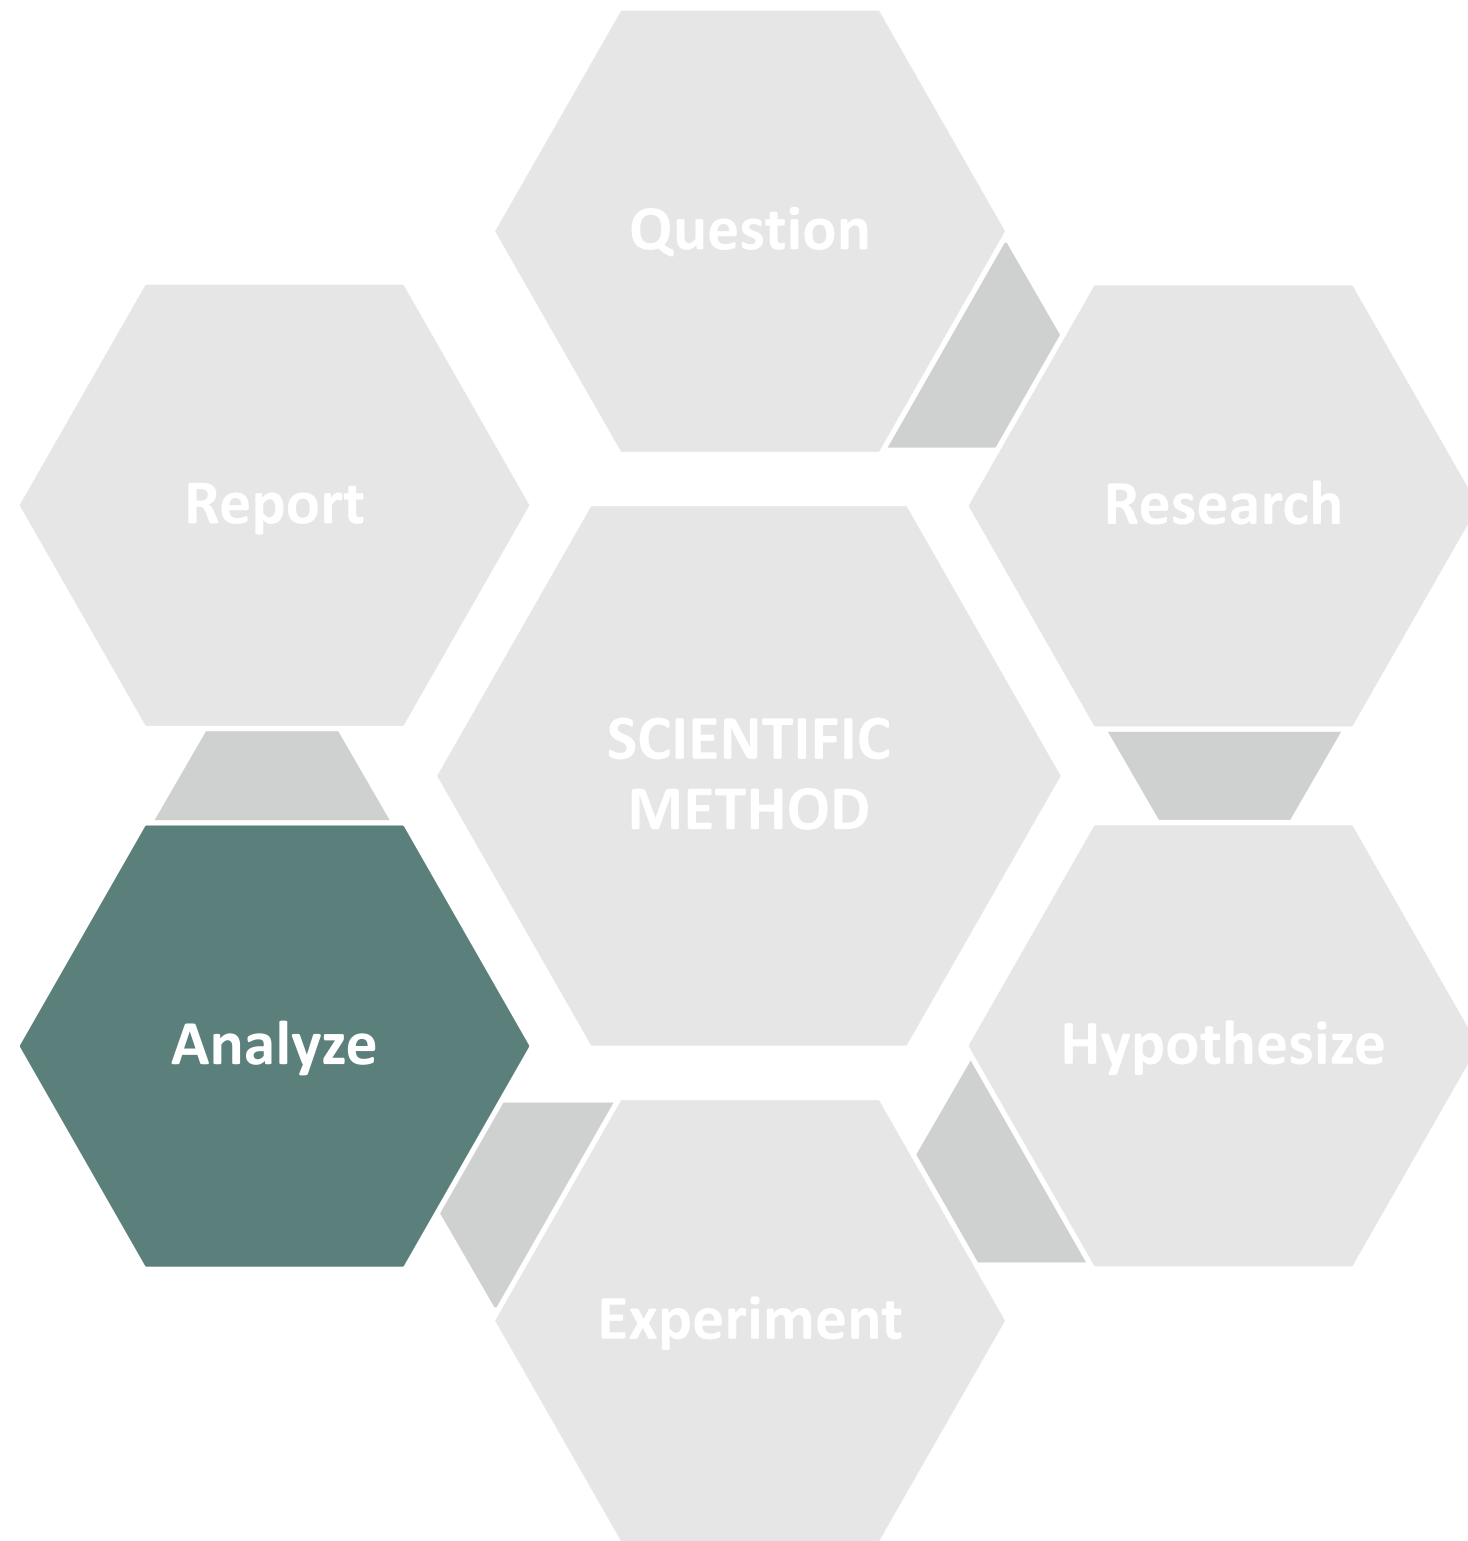 Question
Research
Hypothesize
Experiment
Analyze
Report
SCIENTIFIC
METHOD